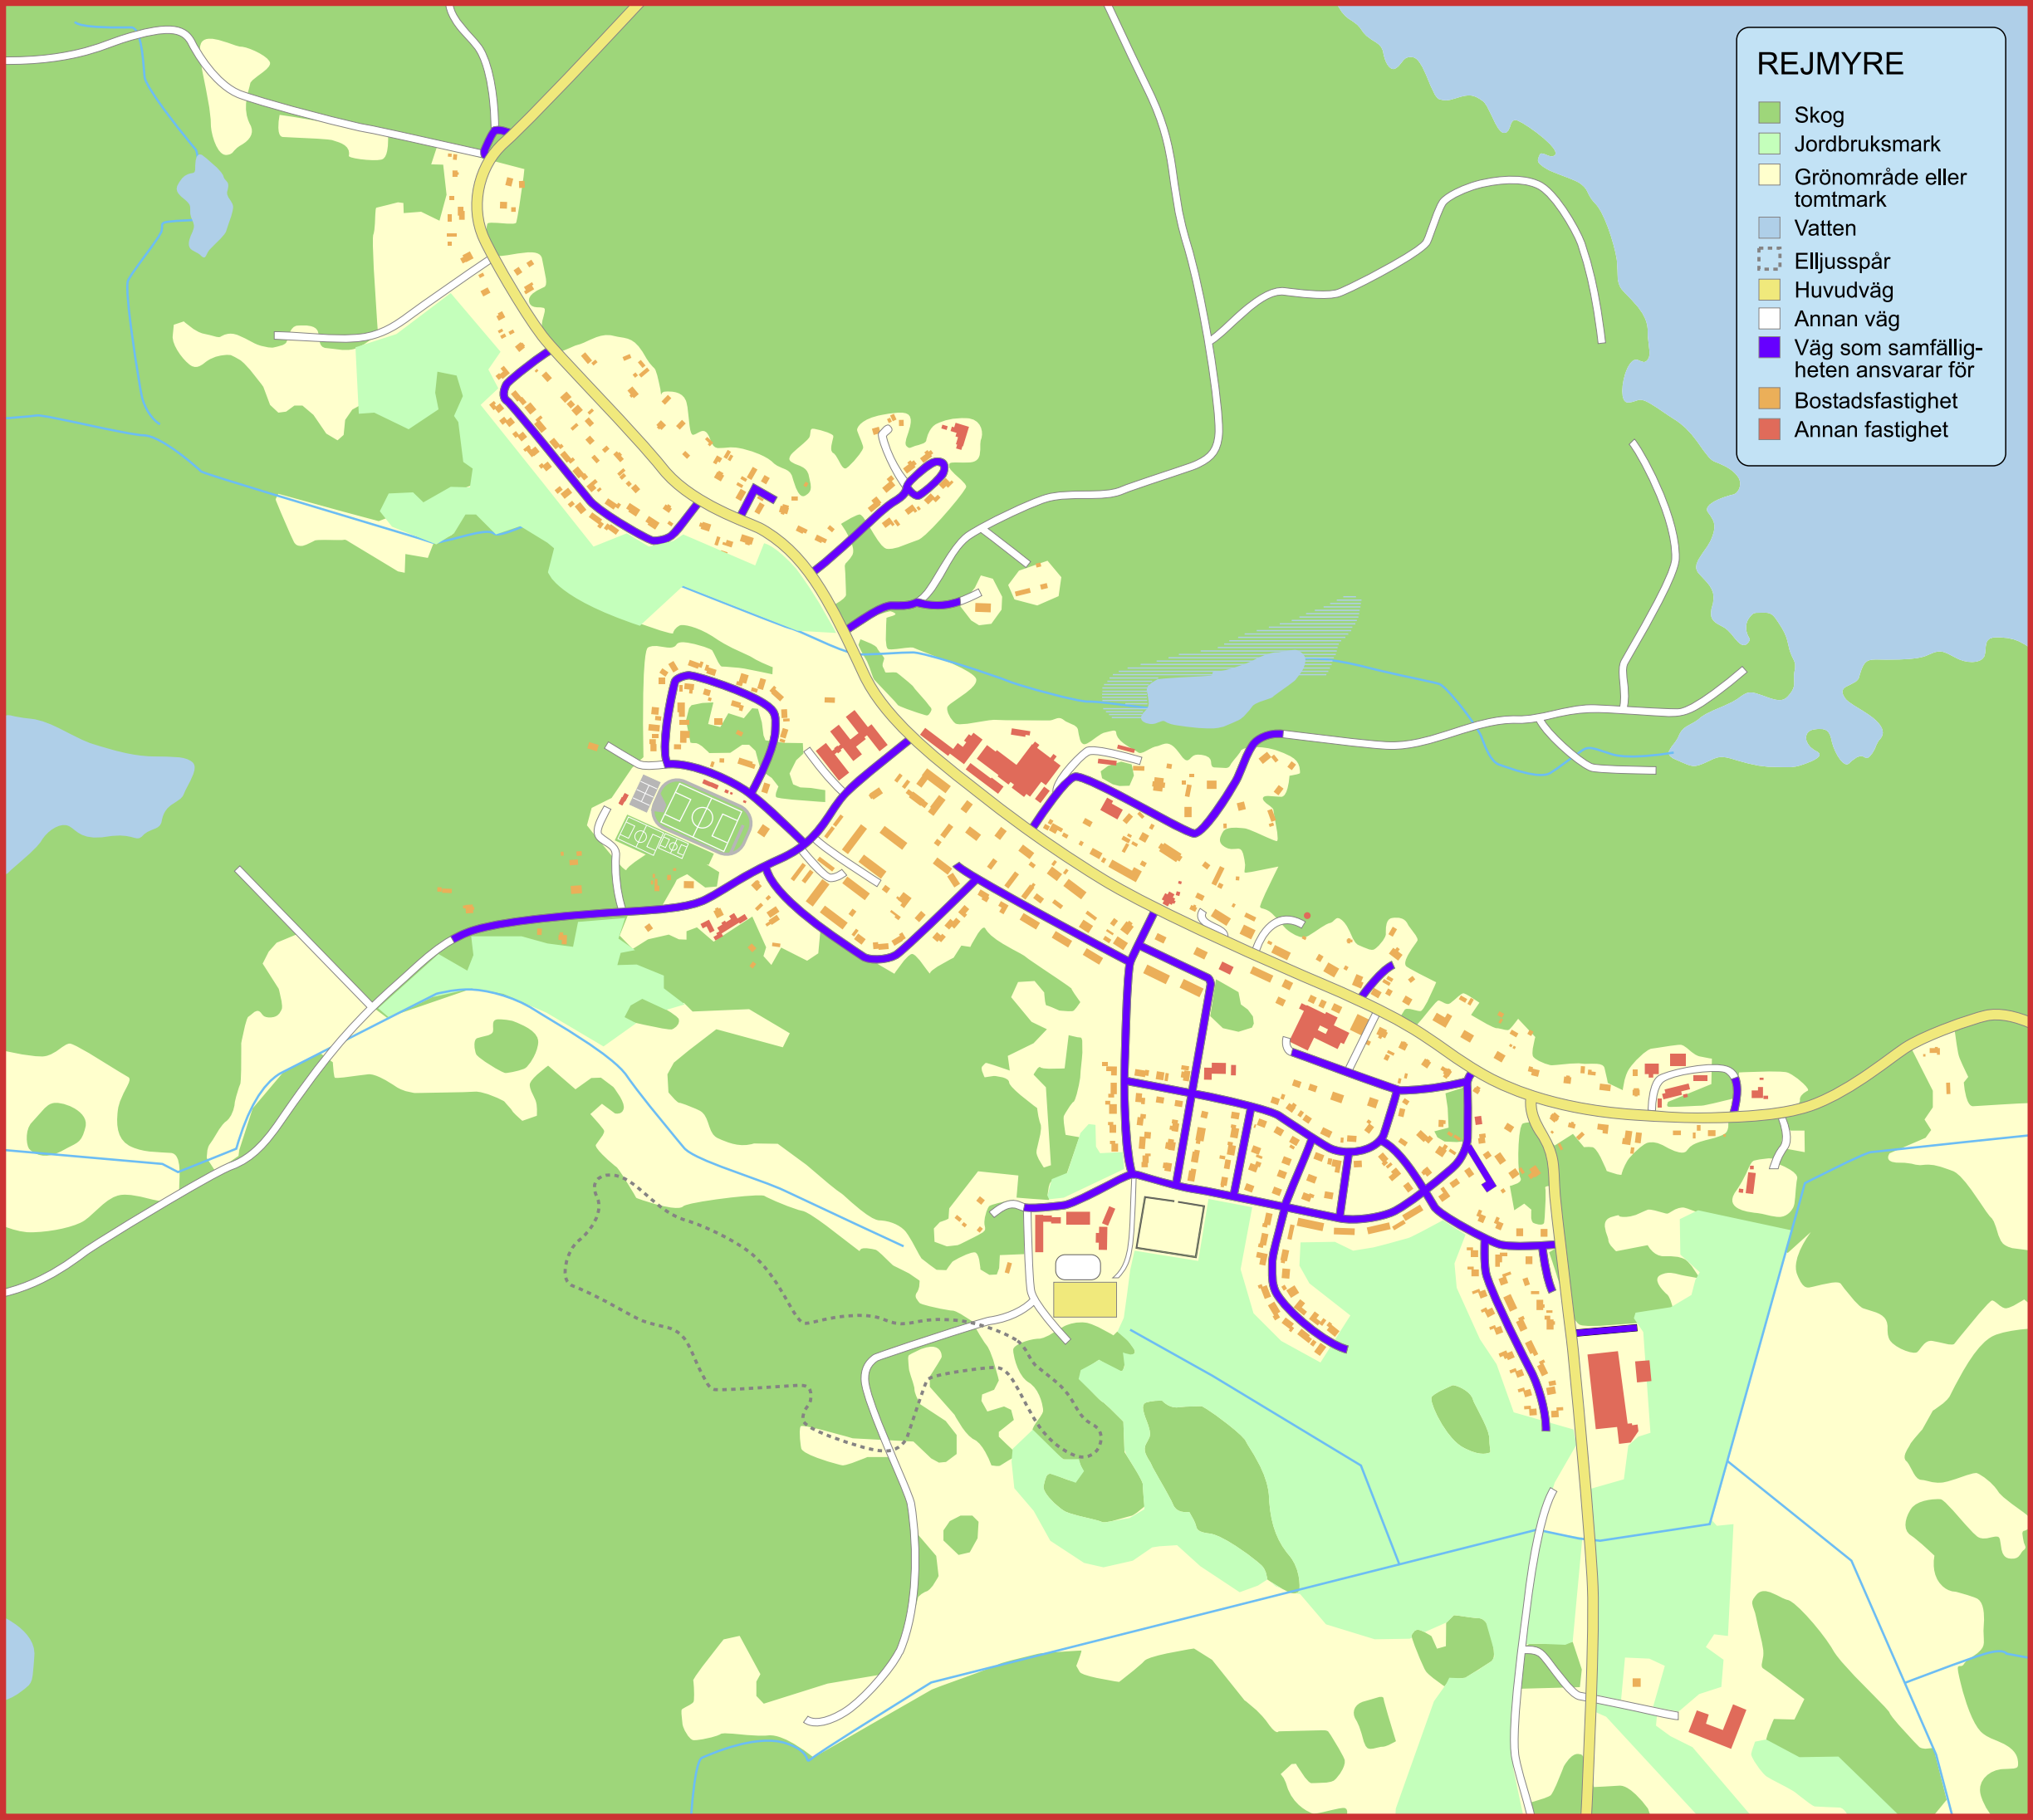 REJMYRE
Skog
Jordbruksmark
Grönområde eller
tomtmark
Vatten
Elljusspår
Huvudväg
Annan väg
Väg som samfällig-
heten ansvarar för
Bostadsfastighet
Annan fastighet